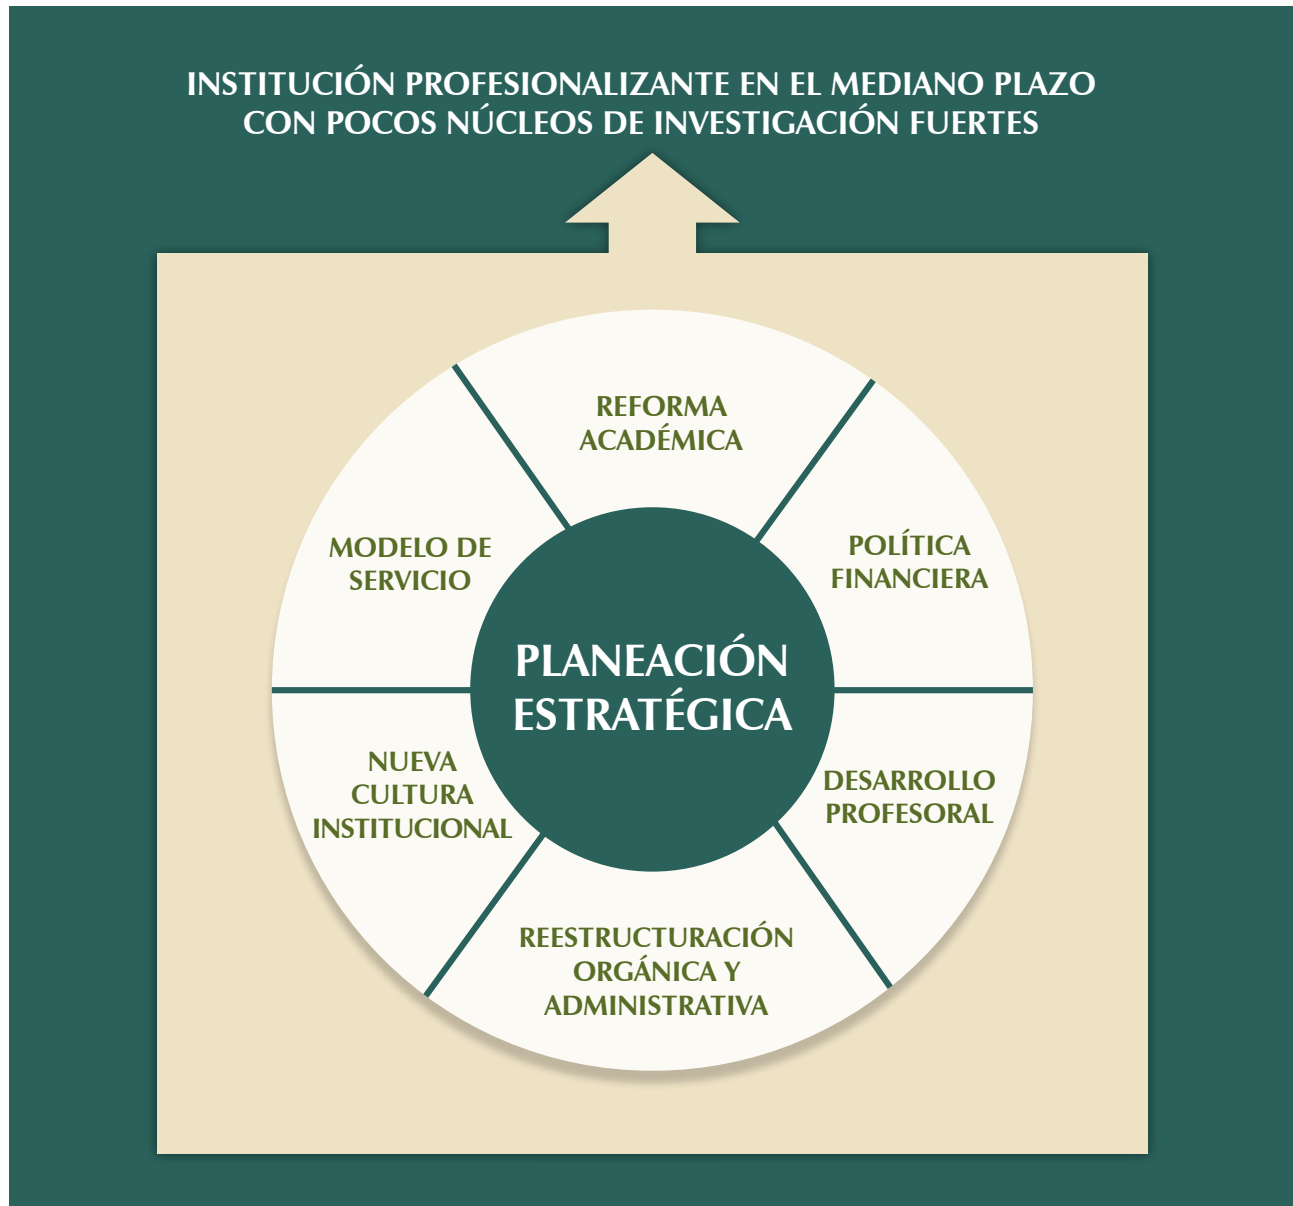 INSTITUCIÓN PROFESIONALIZANTE EN EL MEDIANO PLAZO
CON POCOS NÚCLEOS DE INVESTIGACIÓN FUERTES
REFORMA
ACADÉMICA
MODELO DE
SERVICIO
POLÍTICA
FINANCIERA
PLANEACIÓN
ESTRATÉGICA
NUEVA
CULTURA
INSTITUCIONAL
DESARROLLO
PROFESORAL
REESTRUCTURACIÓN
ORGÁNICA Y
ADMINISTRATIVA